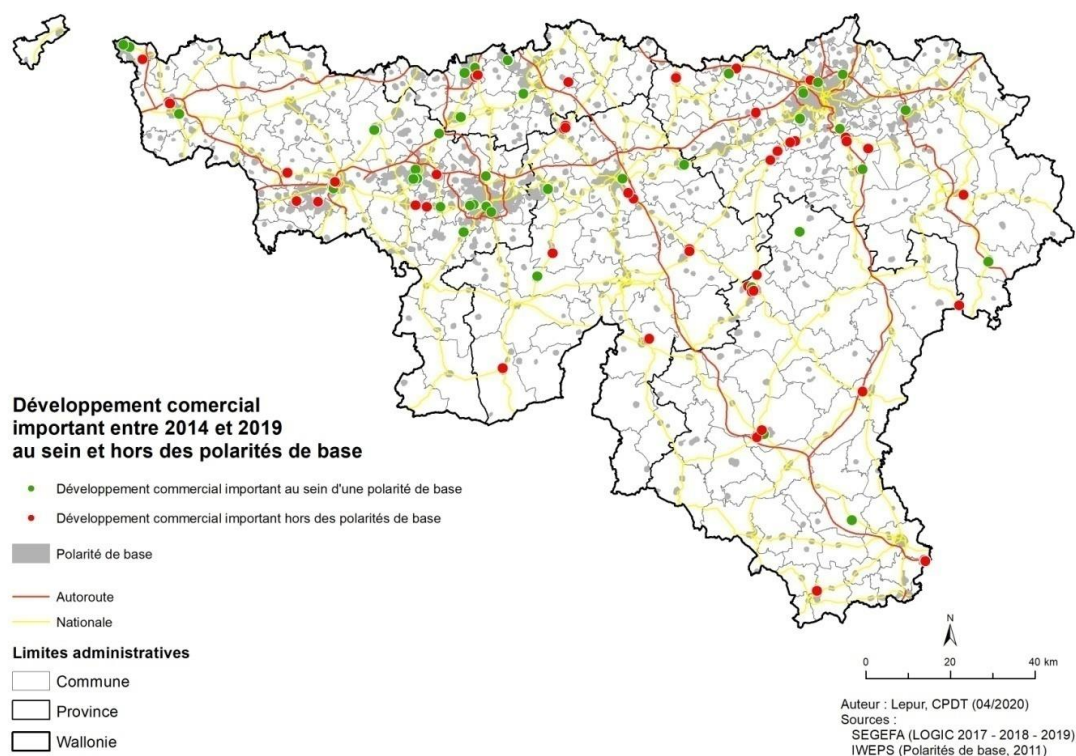 Développement comercial
important entre 2014 et 2019
au sein et hors des polarités de base
Développement commercial important au sein d'une polarité de base
Développement commercial important hors des polarités de base
Polarité de base
Autoroute
Nationale
Limites administratives
Commune
Province
Wallonie
N
0 20 40 km
Auteur : Lepur, CPDT (04/2020)
Sources :
SEGEFA (LOGIC 2017 - 2018 - 2019)
IWEPS (Polarités de base, 2011)